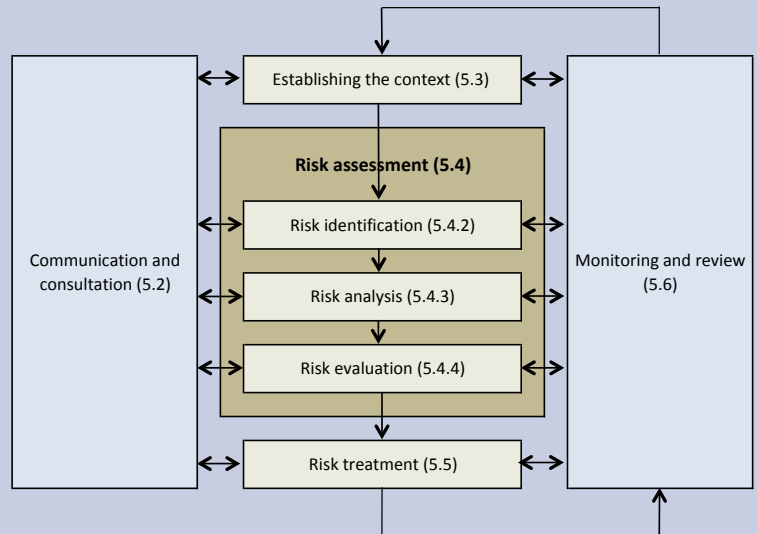 Establishing the context (5.3)
Risk assessment (5.4)
Risk identification (5.4.2)
Communication and
consultation (5.2)
Monitoring and review
(5.6)
Risk analysis (5.4.3)
Risk evaluation (5.4.4)
Risk treatment (5.5)